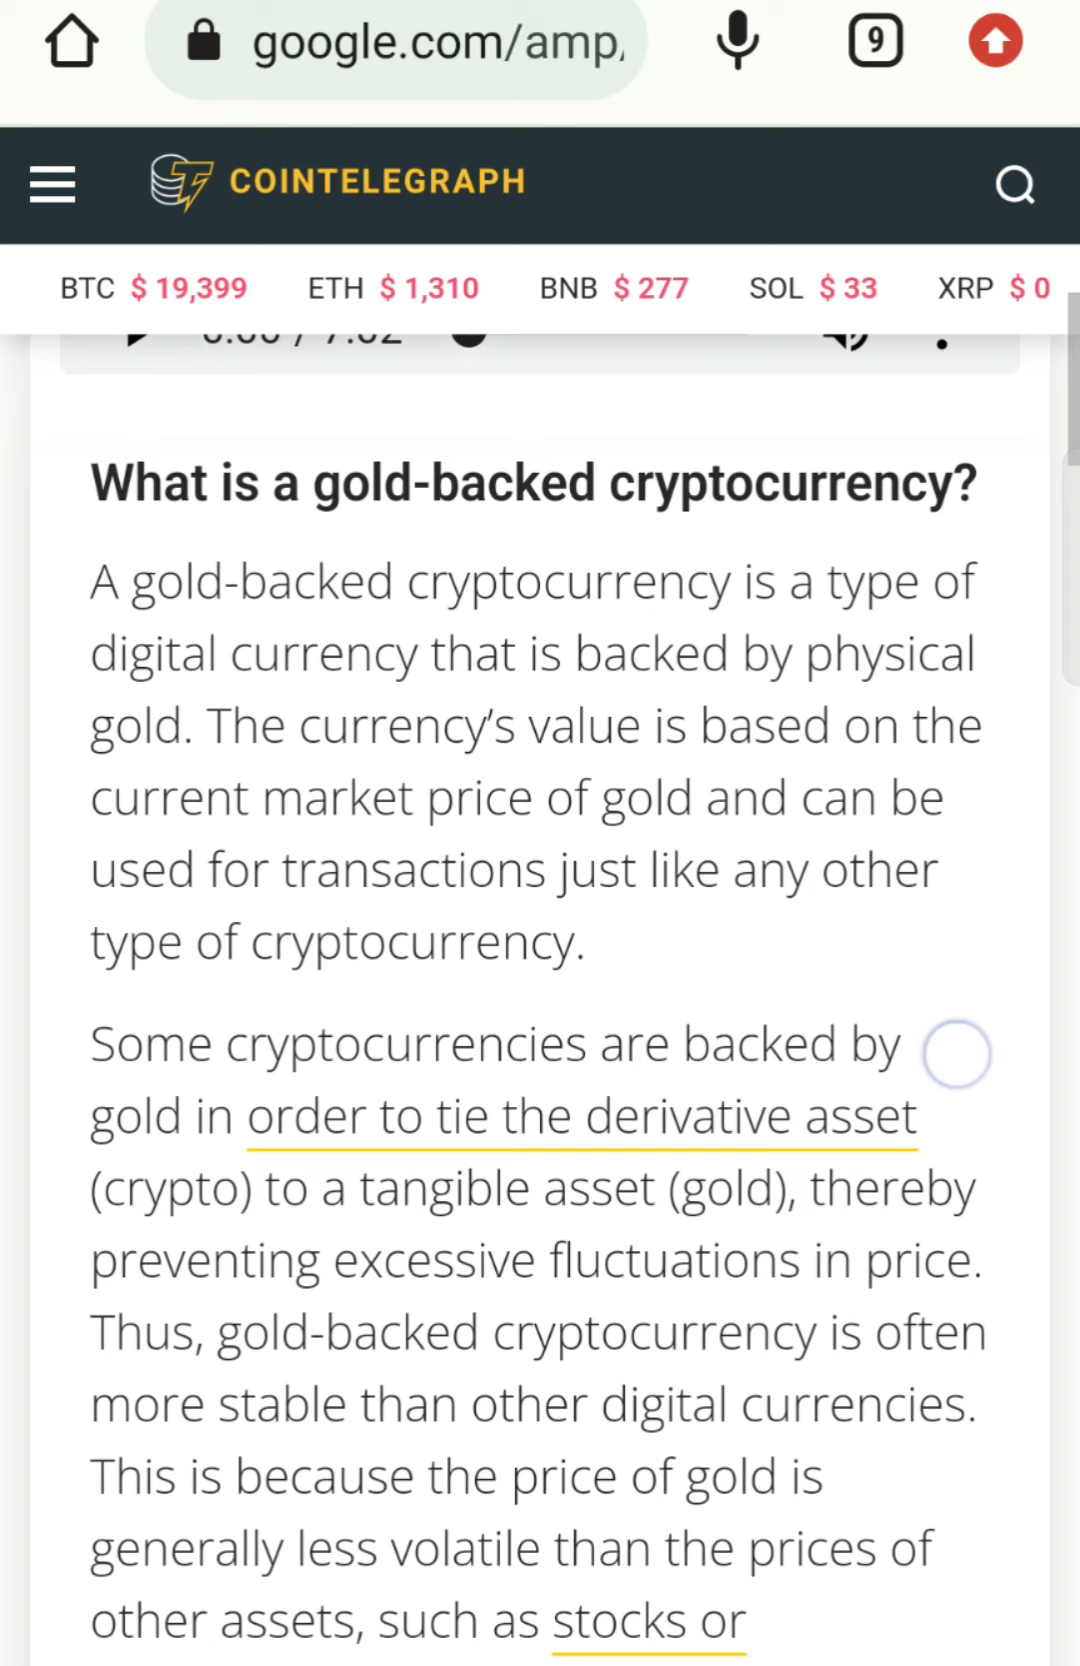 google.com/amp
9
COINTELEGRAPH
BTC $ 19,399 ETH $ 1,310 BNB $ 277 SOL $ 33 XRP $ 0
What is a gold-backed cryptocurrency?
A gold-backed cryptocurrency is a type of
digital currency that is backed by physical
gold. The currency's value is based on the
current market price of gold and can be
used for transactions just like any other
type of cryptocurrency.
Some cryptocurrencies are backed by
gold in order to tie the derivative asset
(crypto) to a tangible asset (gold), thereby
preventing excessive fluctuations in price.
Thus, gold-backed cryptocurrency is often
more stable than other digital currencies.
This is because the price of gold is
generally less volatile than the prices of
other assets, such as stocks or